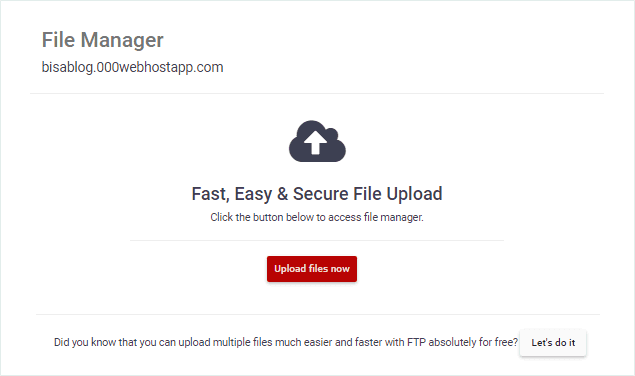 File Manager
bisablog.000webhostapp.com
Fast, Easy & Secure File Upload
Click the button below to access file manager.
Upload files now
Did you know that you can upload multiple files much easier and faster with FTP absolutely for free? Let's do it